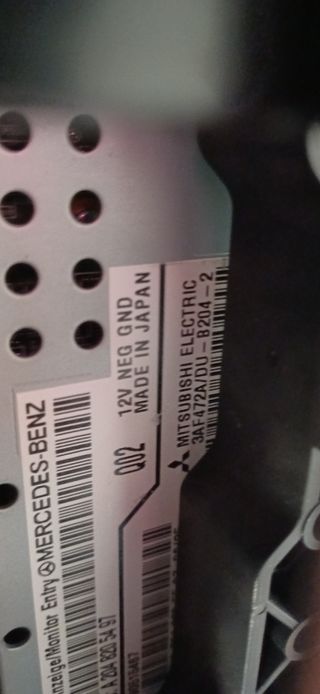 Monitor Entry MERCEDES-BENZ
A 204 820 54 97
Q02
12V NEG GND
MADE IN JAPAN
MITSUBISHI ELECTRIC
3AF472A/DU-B204-2